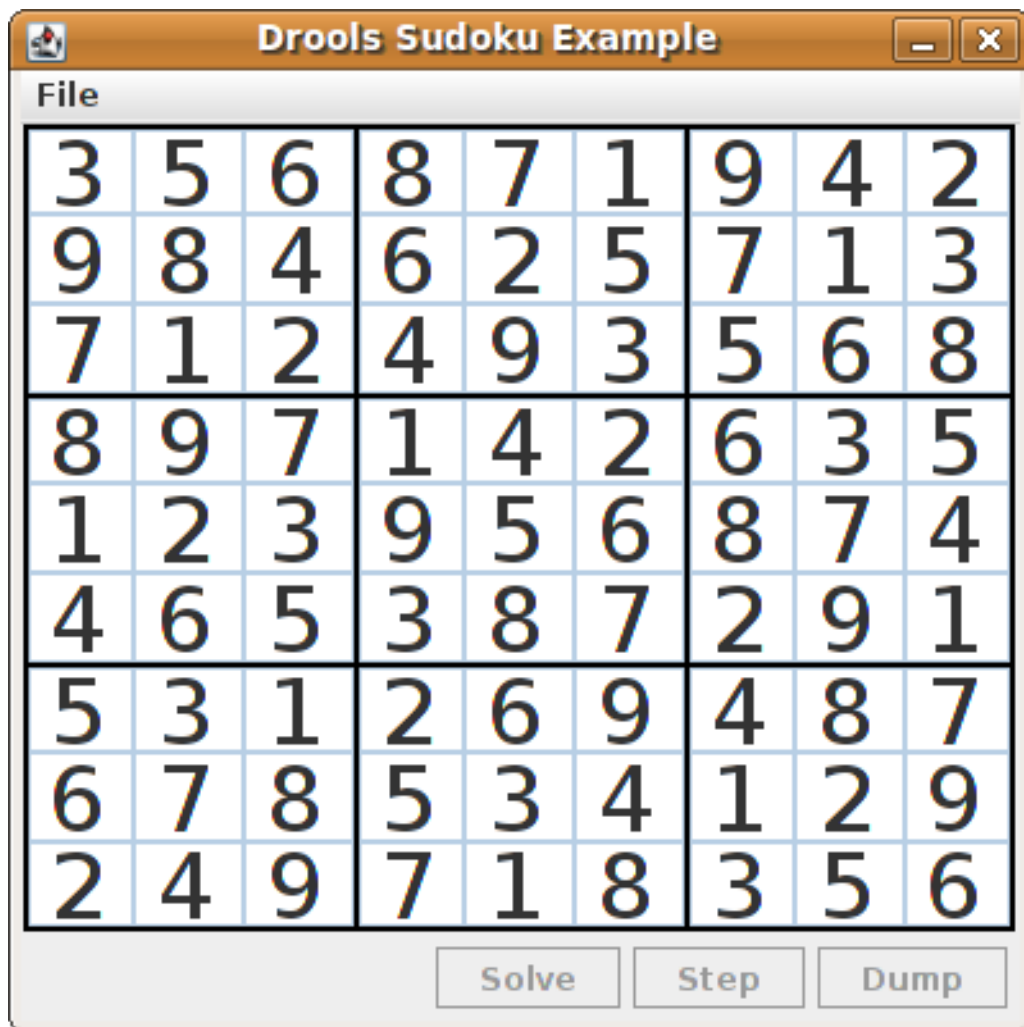 Drools Sudoku Example
File
3 5 6 8 7 1 9 4 2
9 8 4 6 2 5 7 1 3
7 1 2 4 9 3 5 6 8
8 9 7 1 4 2 6 3 5
1 2 3 9 5 6 8 7 4
4 6 5 3 8 7 2 9 1
5 3 1 2 6 9 4 8 7
6 7 8 5 3 4 1 2 9
2 4 9 7 1 8 3 5 6
Solve Step Dump